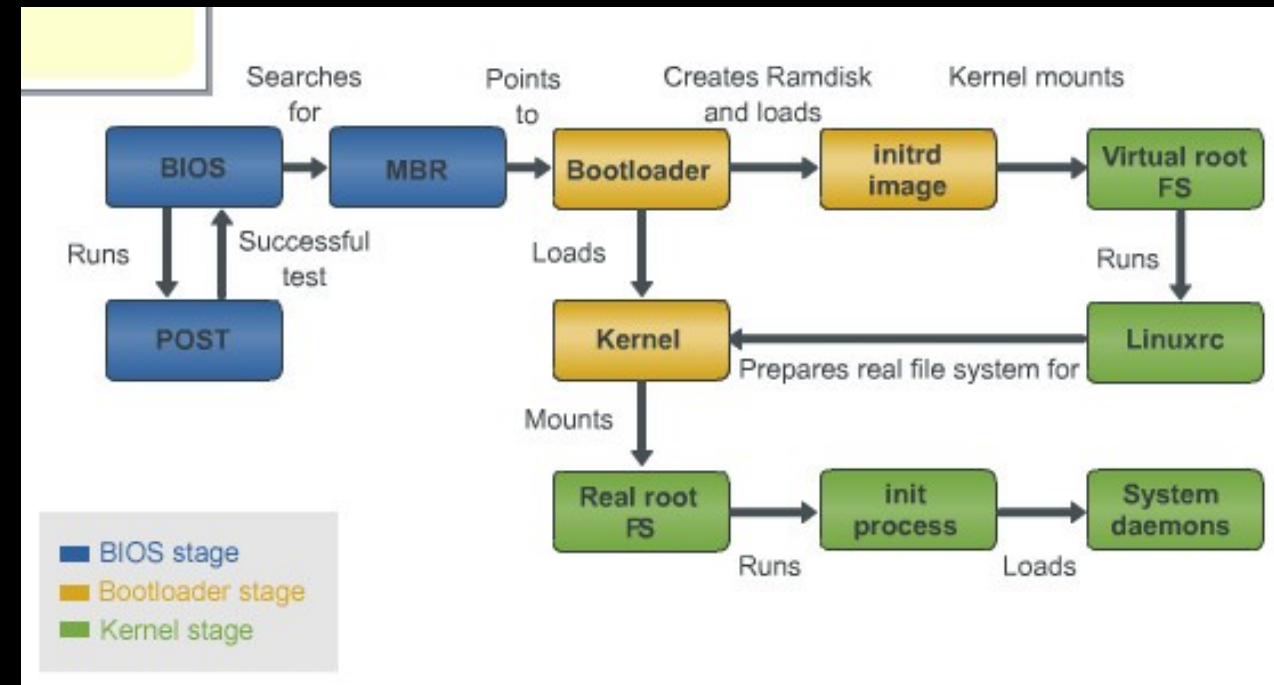 Searches
for
Points
to
Creates Ramdisk
and loads
Kernel mounts
BIOS
MBR
Bootloader
initrd
image
Virtual root
FS
Runs
Successful
test
Loads
Runs
POST
Kernel
Linuxrc
Prepares real file system for
Mounts
Real root
FS
init
process
System
daemons
Runs
Loads
BIOS stage
Bootloader stage
Kernel stage